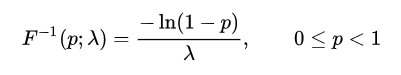 F⁻¹(p; λ) = −ln(1 − p) / λ,  0 ≤ p < 1